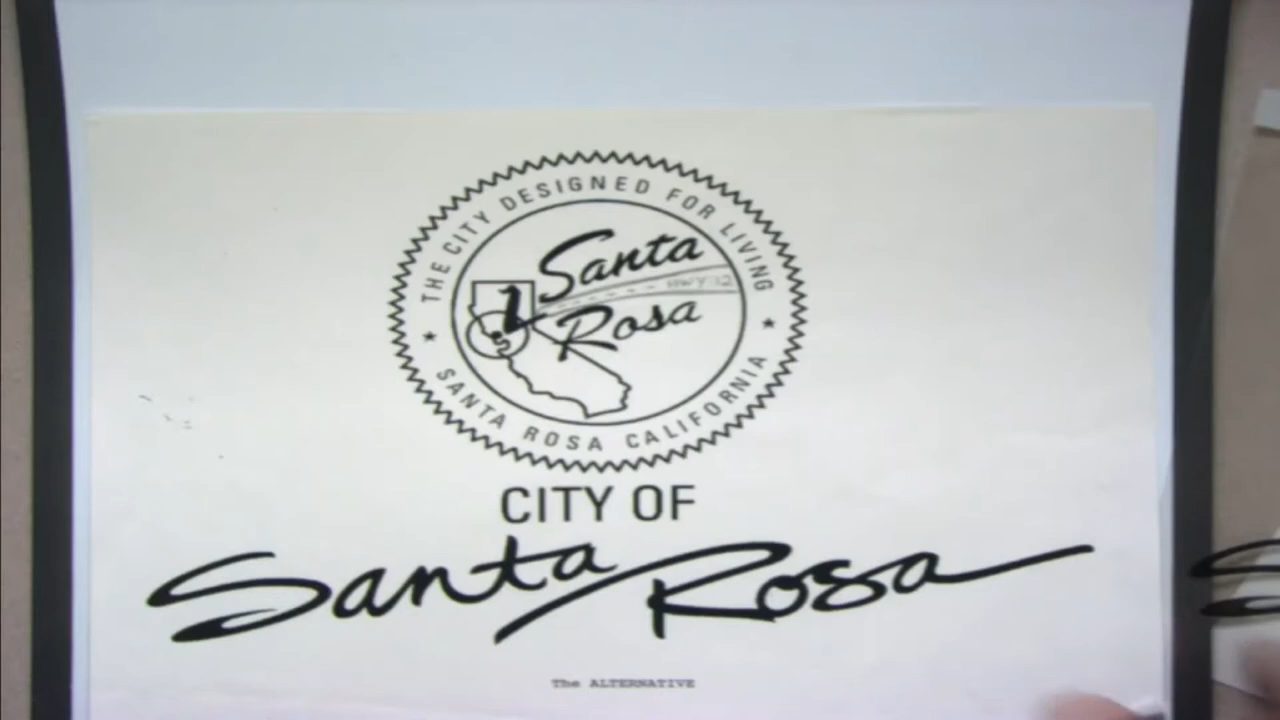 THE CITY DESIGNED FOR LIVING
Santa
HWY 12
Rosa
SANTA ROSA CALIFORNIA
CITY OF
Santa Rosa
The ALTERNATIVE